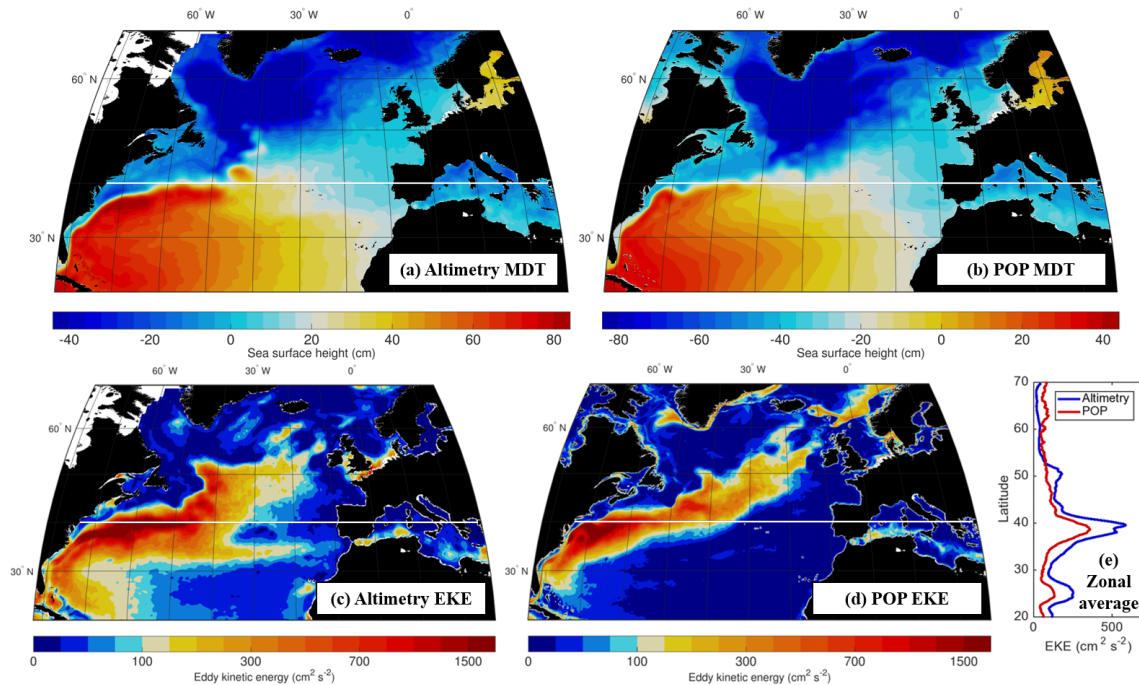 60° W 30° W 0°
60° W 30° W 0°
60° N
60° N
30° N
30° N
(a) Altimetry MDT
(b) POP MDT
-40 -20 0 20 40 60 80
-80 -60 -40 -20 0 20 40
Sea surface height (cm)
Sea surface height (cm)
60° W 30° W 0°
60° W 30° W 0°
60° N
60° N
30° N
30° N
(c) Altimetry EKE
(d) POP EKE
0 100 300 700 1500
0 100 300 700 1500
Eddy kinetic energy (cm² s⁻²)
Eddy kinetic energy (cm² s⁻²)
70
60
50
40
30
20
Latitude
Altimetry
POP
(e)
Zonal
average
0 500
EKE (cm² s⁻²)